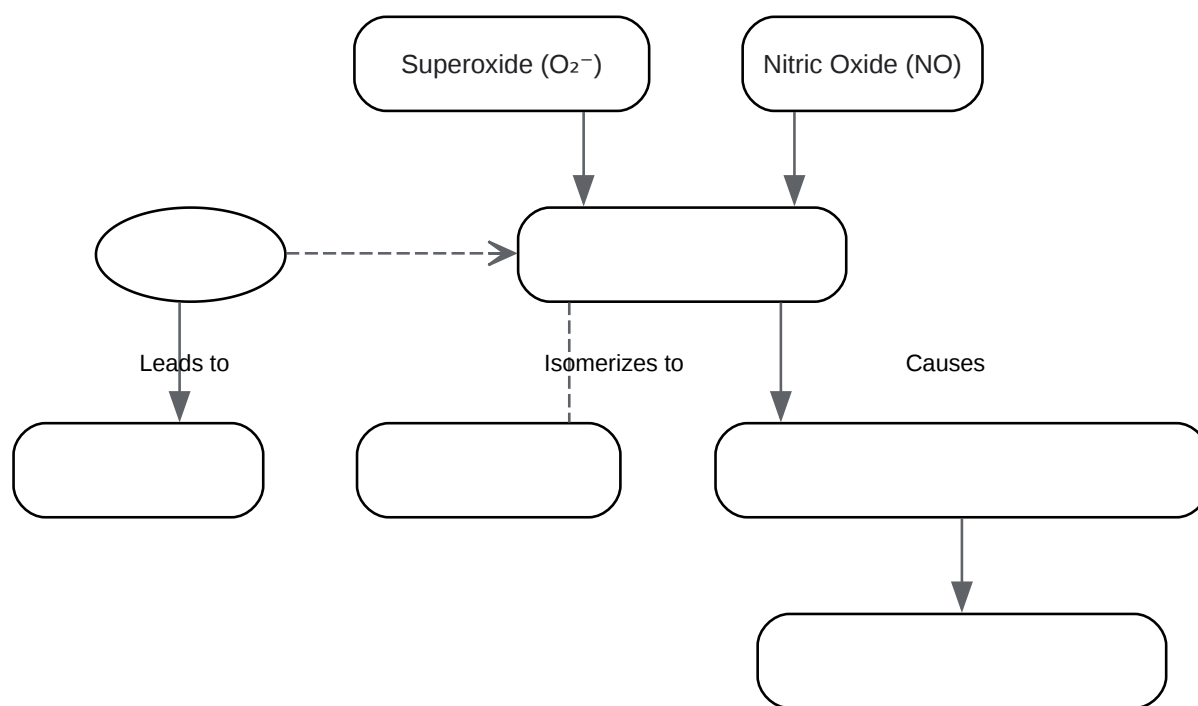 Superoxide (O₂⁻)
Nitric Oxide (NO)
Leads to
Isomerizes to
Causes